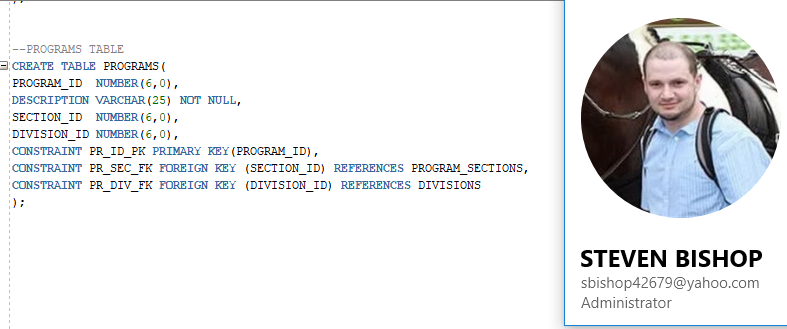 );
--PROGRAMS TABLE
CREATE TABLE PROGRAMS(
PROGRAM_ID  NUMBER(6,0),
DESCRIPTION VARCHAR(25) NOT NULL,
SECTION_ID  NUMBER(6,0),
DIVISION_ID NUMBER(6,0),
CONSTRAINT PR_ID_PK PRIMARY KEY(PROGRAM_ID),
CONSTRAINT PR_SEC_FK FOREIGN KEY (SECTION_ID) REFERENCES PROGRAM_SECTIONS,
CONSTRAINT PR_DIV_FK FOREIGN KEY (DIVISION_ID) REFERENCES DIVISIONS
);
STEVEN BISHOP
sbishop42679@yahoo.com
Administrator